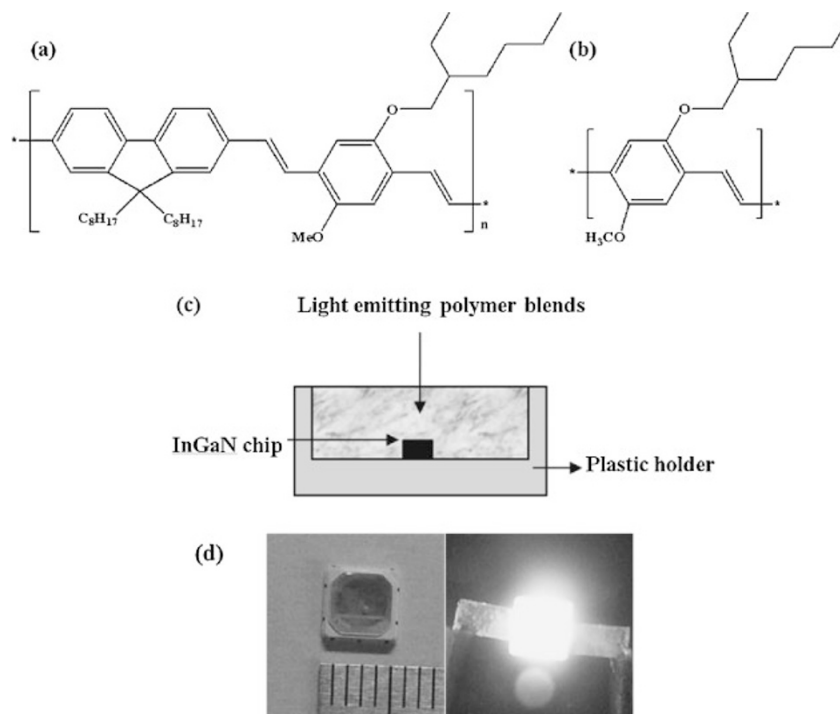 (a)
(b)
O
O
*
*
n
C₈H₁₇
C₈H₁₇
MeO
*
*
H₃CO
(c)
Light emitting polymer blends
InGaN chip
Plastic holder
(d)